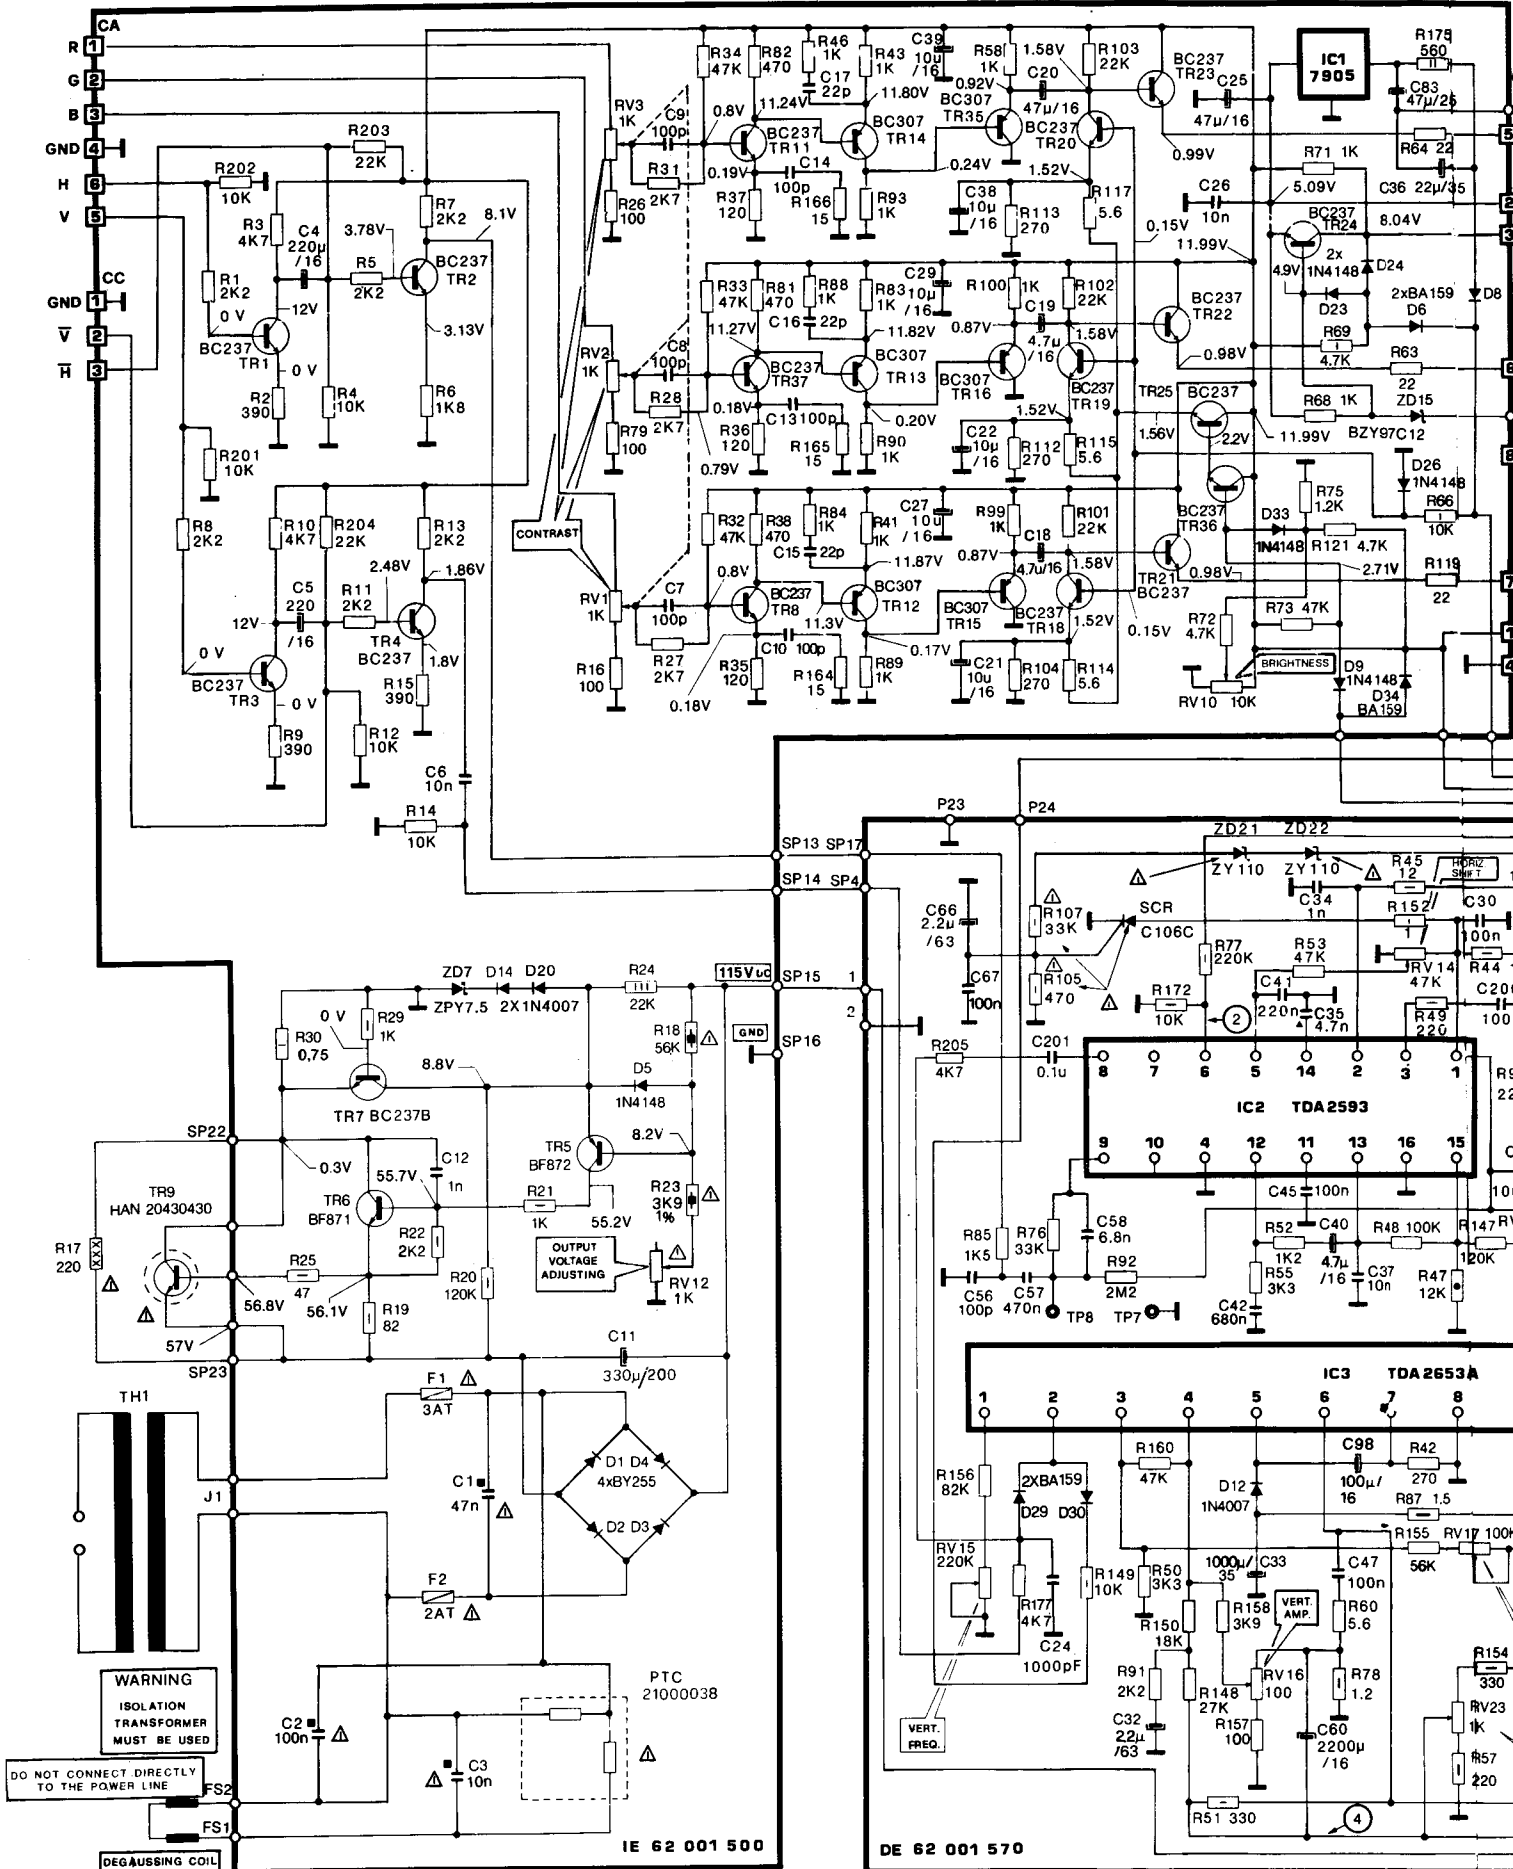 CA
R 1
G 2
B 3
GND 4
H 6
V 5
CC
GND 1
V̅ 2
H̅ 3
R203
22K
R202
10K
R3
4K7
C4
220µ
/16
R7
2K2
3.78V
8.1V
R5
2K2
BC237
TR2
R1
2K2
0 V
12V
3.13V
BC237
TR1
0 V
R2
390
R4
10K
R6
1K8
R201
10K
R8
2K2
R10
4K7
R204
22K
R13
2K2
2.48V
1.86V
C5
220
/16
R11
2K2
12V
TR4
BC237
1.8V
0 V
BC237
TR3
0 V
R15
390
R9
390
R12
10K
C6
10n
R14
10K
CONTRAST
RV3
1K
R26
100
C9
100p
R31
2K7
R34
47K
0.8V
R82
470
11.24V
R46
1K
C17
22p
R43
1K
11.80V
BC237
TR11
0.19V
R37
120
C14
100p
R166
15
BC307
TR14
R93
1K
C39
10u
/16
R58
1K
0.92V
1.58V
C20
47µ/16
R103
22K
BC237
TR23
BC307
TR35
BC237
TR20
0.24V
1.52V
0.99V
C38
10µ
/16
R113
270
R117
5.6
0.15V
11.99V
C25
47µ/16
C26
10n
IC1
7905
R175
560
C83
47µ/25
5
R64 22
R71 1K
5.09V
C36 22µ/35
2
BC237
TR24
8.04V
3
4.9V
2x
1N4148
D24
D23
2xBA159
D6
D8
R69
4.7K
R63
22
R68 1K
ZD15
BZY97C12
RV2
1K
R79
100
C8
100p
R28
2K7
0.79V
R33
47K
R81
470
11.27V
R88
1K
C16
22p
R83
1K
11.82V
BC237
TR37
0.18V
R36
120
C13 100p
R165
15
BC307
TR13
0.20V
R90
1K
C29
10µ
/16
R100
1K
0.87V
C19
4.7µ
/16
R102
22K
1.58V
BC237
TR22
0.98V
BC307
TR16
BC237
TR19
1.52V
C22
10µ
/16
R112
270
R115
5.6
TR25
BC237
1.56V
2.2V
11.99V
BC237
TR36
D26
1N4148
R66
10K
R75
1.2K
D33
1N4148
R121 4.7K
2.71V
R119
22
7
R73 47K
R72
4.7K
BRIGHTNESS
RV10
10K
D9
1N4148
D34
BA159
1
4
RV1
1K
R16
100
C7
100p
R27
2K7
R32
47K
0.8V
R38
470
R84
1K
C15
22p
R41
1K
11.87V
BC237
TR8
11.3V
BC307
TR12
0.17V
0.18V
R35
120
C10 100p
R164
15
R89
1K
C27
10u
/16
R99
1K
0.87V
C18
4.7u/16
R101
22K
1.58V
TR21
BC237
0.98V
BC307
TR15
BC237
TR18
1.52V
0.15V
C21
10u
/16
R104
270
R114
5.6
SP13
SP17
SP14
SP4
SP15
SP16
115V
GND
1
2
P23
P24
ZD21
ZD22
ZY110
ZY110
R45
12
HORIZ
SHIFT
C66
2.2µ
/63
R107
33K
SCR
C106C
C34
1n
R152
1
C30
100n
R77
220K
R53
47K
RV14
47K
R44
C67
100n
R105
470
R172
10K
C41
220n
C35
4.7n
R49
220
2
R205
4K7
C201
0.1u
8 7 6 5 14 2 3 1
IC2 TDA2593
9 10 4 12 11 13 16 15
C45
100n
R85
1K5
R76
33K
C58
6.8n
R92
2M2
C56
100p
C57
470n
TP8
TP7
R52
1K2
C40
4.7µ
/16
R48 100K
R147
120K
R55
3K3
C42
680n
C37
10n
R47
12K
ZD7
ZPY7.5
D14 D20
2X1N4007
R24
22K
R30
0,75
0 V
R29
1K
R18
56K
8.8V
D5
1N4148
TR7 BC237B
SP22
0.3V
C12
1n
TR5
BF872
8.2V
TR9
HAN 20430430
TR6
BF871
55.7V
R21
1K
55.2V
R23
3K9
1%
R22
2K2
R17
220
R25
47
56.8V
56.1V
R19
82
R20
120K
OUTPUT
VOLTAGE
ADJUSTING
RV12
1K
57V
SP23
C11
330µ/200
TH1
F1
3AT
C1
47n
D1 D4
4xBY255
D2 D3
J1
F2
2AT
WARNING
ISOLATION
TRANSFORMER
MUST BE USED
DO NOT CONNECT DIRECTLY
TO THE POWER LINE
FS2
FS1
DEGAUSSING COIL
C2
100n
C3
10n
PTC
21000038
IE 62 001 500
IC3 TDA2653A
1 2 3 4 5 6 7 8
R156
82K
2XBA159
D29 D30
R160
47K
D12
1N4007
C98
100µ/
16
R42
270
R87 1.5
R155
56K
RV17 100K
RV15
220K
R177
4K7
C24
1000pF
R149
10K
R50
3K3
1000µ/
35
C33
C47
100n
R150
18K
R158
3K9
VERT.
AMP.
R60
5.6
R91
2K2
R148
27K
RV16
100
R78
1.2
R154
330
RV23
1K
C32
2.2µ
/63
R157
100
C60
2200µ
/16
R57
220
VERT.
FREQ.
R51 330
4
DE 62 001 570